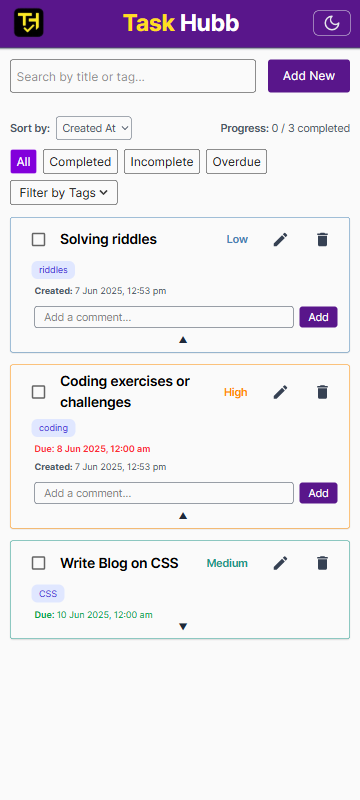 TH
Task Hubb
Search by title or tag...
Add New
Sort by: Created At
Progress: 0 / 3 completed
All Completed Incomplete Overdue
Filter by Tags
Solving riddles Low
riddles
Created: 7 Jun 2025, 12:53 pm
Add a comment... Add
Coding exercises or
challenges
High
coding
Due: 8 Jun 2025, 12:00 am
Created: 7 Jun 2025, 12:53 pm
Add a comment... Add
Write Blog on CSS Medium
CSS
Due: 10 Jun 2025, 12:00 am